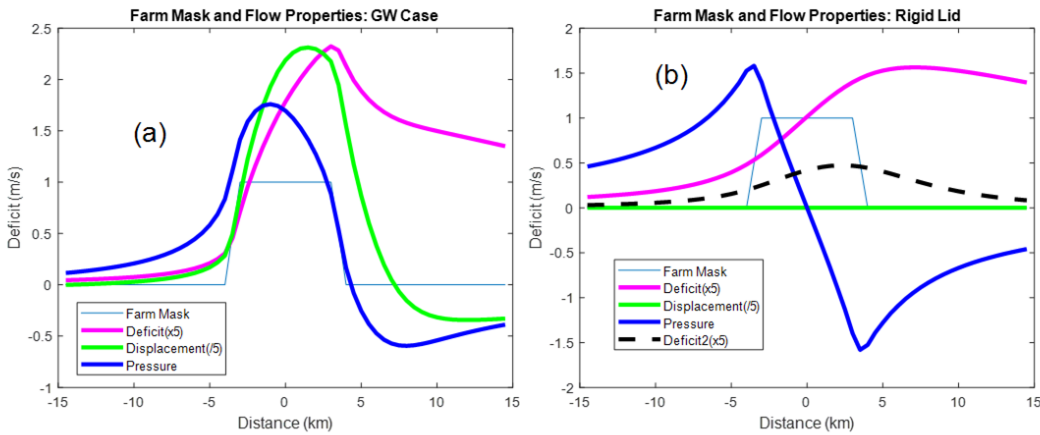 Farm Mask and Flow Properties: GW Case
2.5
2
1.5
1
0.5
0
-0.5
-1
Deficit (m/s)
(a)
Farm Mask
Deficit(x5)
Displacement(/5)
Pressure
-15
-10
-5
0
5
10
15
Distance (km)
Farm Mask and Flow Properties: Rigid Lid
2
1.5
1
0.5
0
-0.5
-1
-1.5
-2
Deficit (m/s)
(b)
Farm Mask
Deficit(x5)
Displacement(/5)
Pressure
Deficit2(x5)
-15
-10
-5
0
5
10
15
Distance (km)